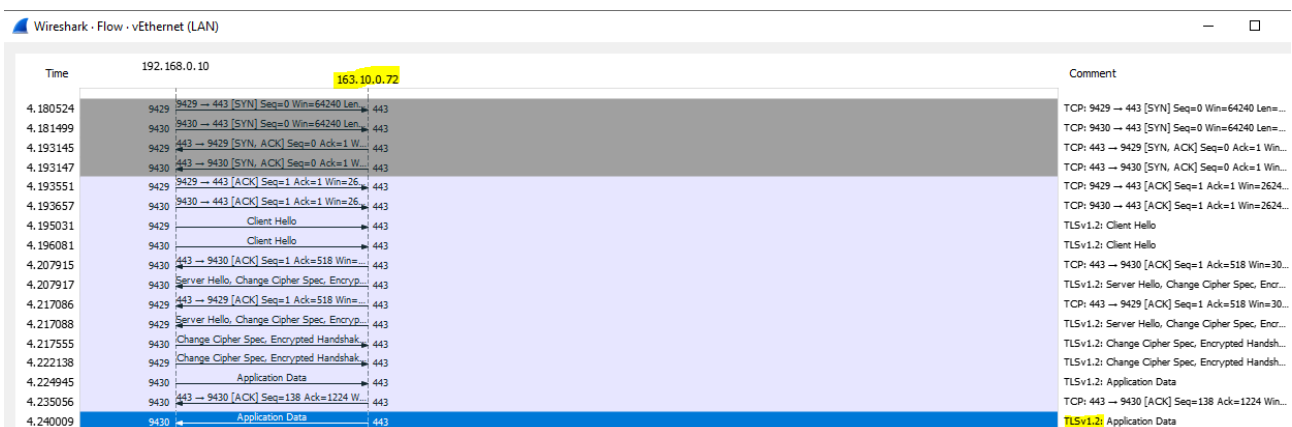 Wireshark · Flow · vEthernet (LAN)
Time 192.168.0.10 163.10.0.72 Comment
4.180524 9429 9429 → 443 [SYN] Seq=0 Win=64240 Len... 443 TCP: 9429 → 443 [SYN] Seq=0 Win=64240 Len=...
4.181499 9430 9430 → 443 [SYN] Seq=0 Win=64240 Len... 443 TCP: 9430 → 443 [SYN] Seq=0 Win=64240 Len=...
4.193145 9429 443 → 9429 [SYN, ACK] Seq=0 Ack=1 W... 443 TCP: 443 → 9429 [SYN, ACK] Seq=0 Ack=1 Win...
4.193147 9430 443 → 9430 [SYN, ACK] Seq=0 Ack=1 W... 443 TCP: 443 → 9430 [SYN, ACK] Seq=0 Ack=1 Win...
4.193551 9429 9429 → 443 [ACK] Seq=1 Ack=1 Win=26... 443 TCP: 9429 → 443 [ACK] Seq=1 Ack=1 Win=2624...
4.193657 9430 9430 → 443 [ACK] Seq=1 Ack=1 Win=26... 443 TCP: 9430 → 443 [ACK] Seq=1 Ack=1 Win=2624...
4.195031 9429 Client Hello 443 TLSv1.2: Client Hello
4.196081 9430 Client Hello 443 TLSv1.2: Client Hello
4.207915 9430 443 → 9430 [ACK] Seq=1 Ack=518 Win=... 443 TCP: 443 → 9430 [ACK] Seq=1 Ack=518 Win=30...
4.207917 9430 Server Hello, Change Cipher Spec, Encryp... 443 TLSv1.2: Server Hello, Change Cipher Spec, Encr...
4.217086 9429 443 → 9429 [ACK] Seq=1 Ack=518 Win=... 443 TCP: 443 → 9429 [ACK] Seq=1 Ack=518 Win=30...
4.217088 9429 Server Hello, Change Cipher Spec, Encryp... 443 TLSv1.2: Server Hello, Change Cipher Spec, Encr...
4.217555 9430 Change Cipher Spec, Encrypted Handshak... 443 TLSv1.2: Change Cipher Spec, Encrypted Handsh...
4.222138 9429 Change Cipher Spec, Encrypted Handshak... 443 TLSv1.2: Change Cipher Spec, Encrypted Handsh...
4.224945 9430 Application Data 443 TLSv1.2: Application Data
4.235056 9430 443 → 9430 [ACK] Seq=138 Ack=1224 W... 443 TCP: 443 → 9430 [ACK] Seq=138 Ack=1224 Win...
4.240009 9430 Application Data 443 TLSv1.2: Application Data